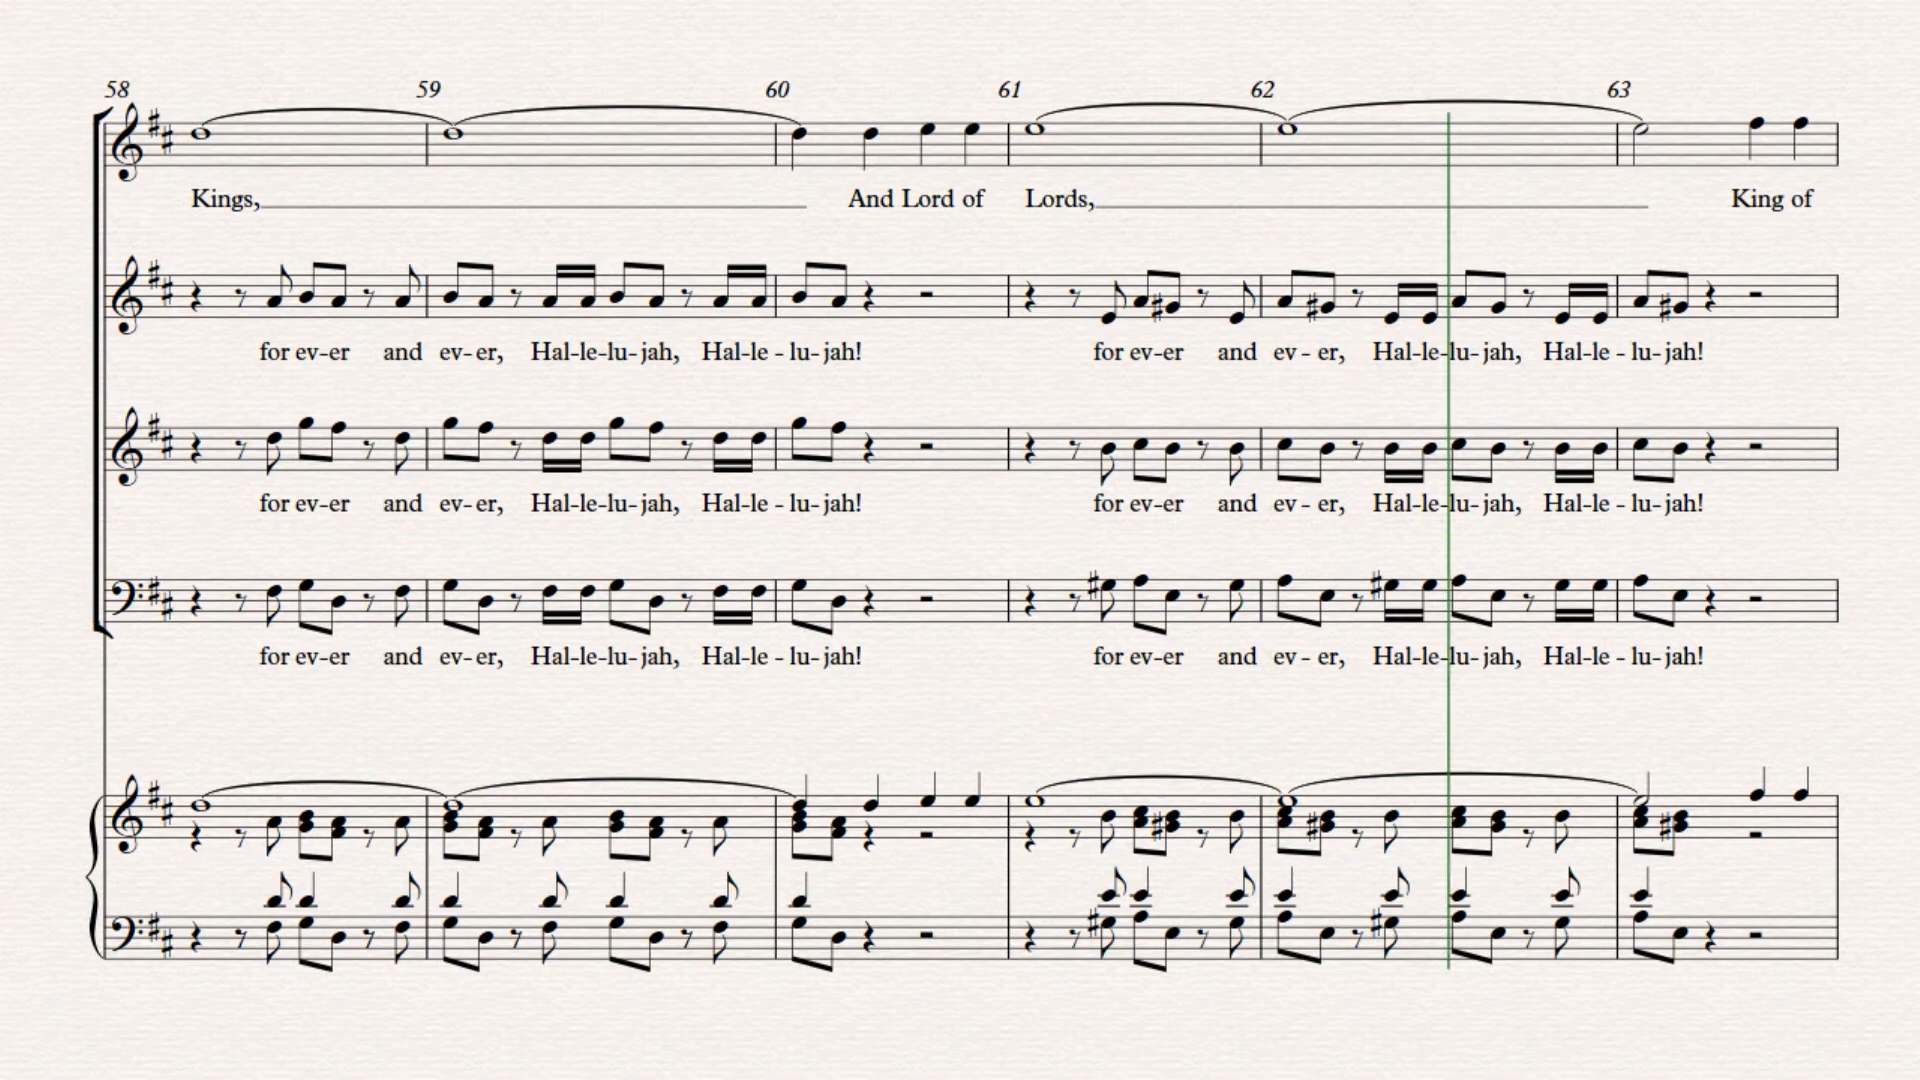 58 59 60 61 62 63
Kings, And Lord of Lords, King of
for ev-er and ev-er, Hal-le-lu-jah, Hal-le-lu-jah! for ev-er and ev-er, Hal-le-lu-jah, Hal-le-lu-jah!
for ev-er and ev-er, Hal-le-lu-jah, Hal-le-lu-jah! for ev-er and ev-er, Hal-le-lu-jah, Hal-le-lu-jah!
for ev-er and ev-er, Hal-le-lu-jah, Hal-le-lu-jah! for ev-er and ev-er, Hal-le-lu-jah, Hal-le-lu-jah!